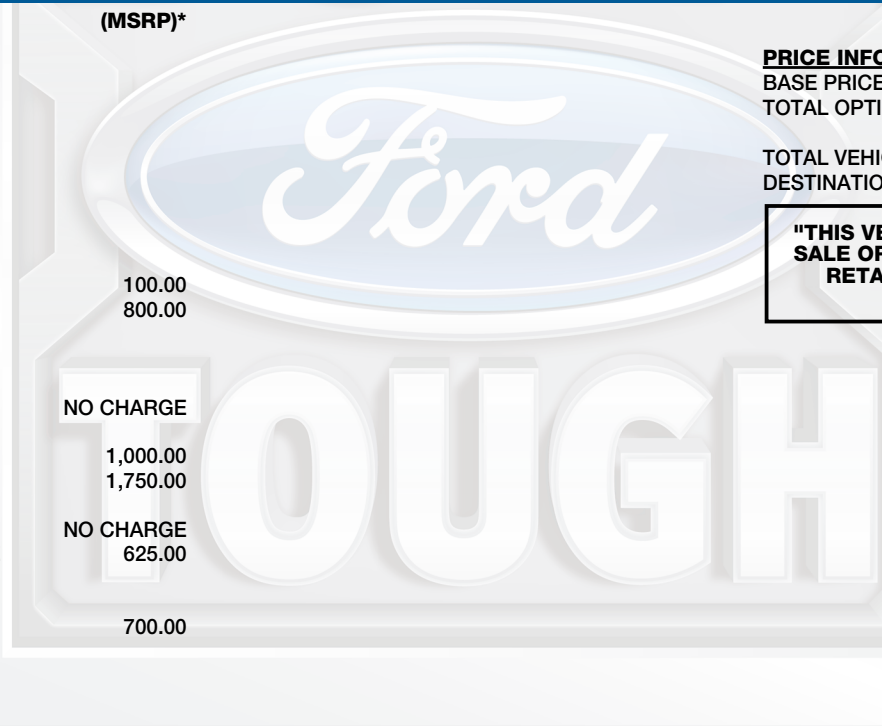 (MSRP)*
100.00
800.00
NO CHARGE
1,000.00
1,750.00
NO CHARGE
625.00
700.00
PRICE INFO
BASE PRICE
TOTAL OPTI
TOTAL VEHI
DESTINATIO
"THIS VE
SALE OR
RETA
Ford
TOUGH